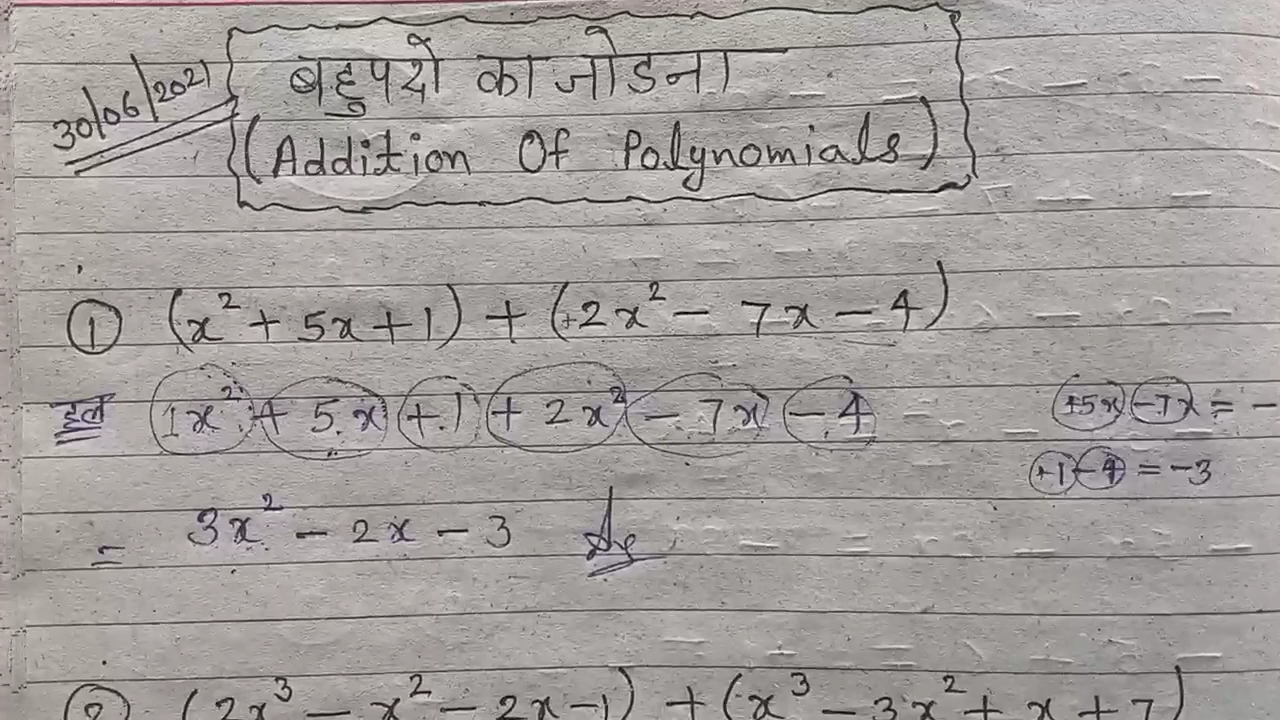 30/06/2021
बहुपदो का जोडना
(Addition Of Polynomials)
① (x² + 5x + 1) + (+2x² - 7x - 4)
हल 1x² + 5x + 1 + 2x² - 7x - 4
+5x - 7x = -
+1 - 4 = -3
= 3x² - 2x - 3 Ans
② (2x³ - x² - 2x - 1) + (x³ - 3x² + x + 7)